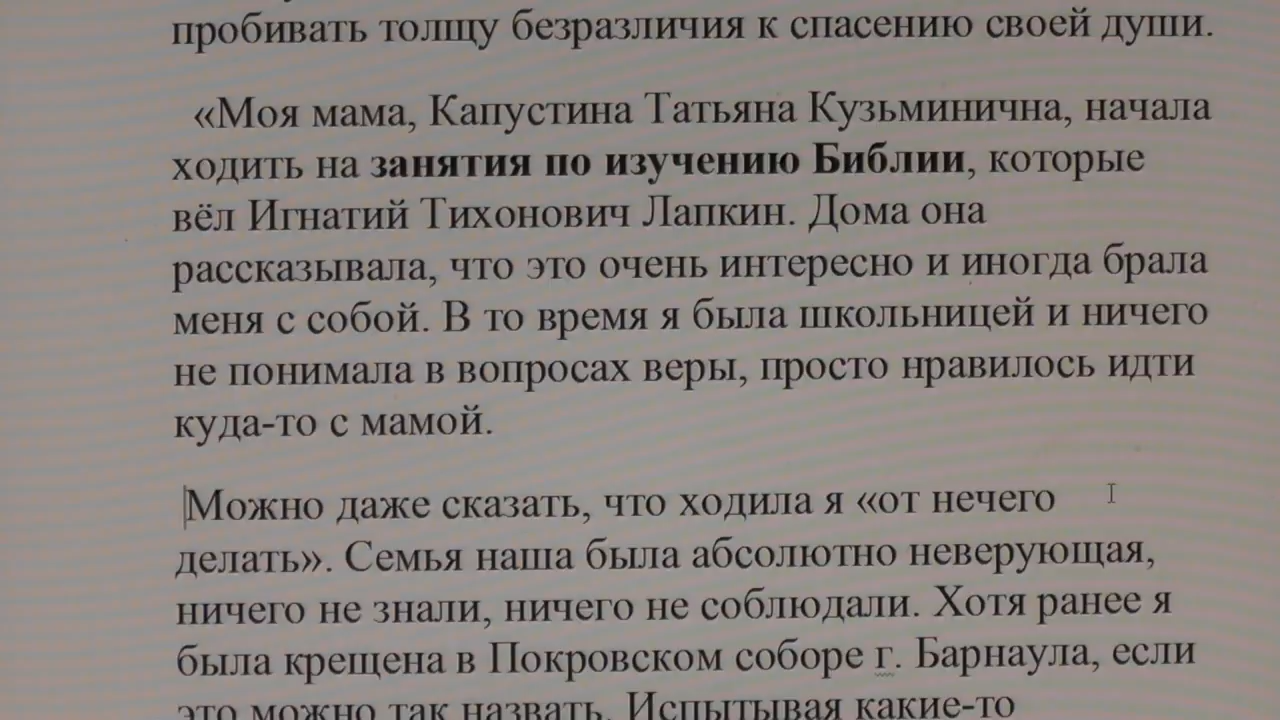 пробивать толщу безразличия к спасению своей души.
«Моя мама, Капустина Татьяна Кузьминична, начала
ходить на занятия по изучению Библии, которые
вёл Игнатий Тихонович Лапкин. Дома она
рассказывала, что это очень интересно и иногда брала
меня с собой. В то время я была школьницей и ничего
не понимала в вопросах веры, просто нравилось идти
куда-то с мамой.
Можно даже сказать, что ходила я «от нечего
делать». Семья наша была абсолютно неверующая,
ничего не знали, ничего не соблюдали. Хотя ранее я
была крещена в Покровском соборе г. Барнаула, если
это можно так назвать. Испытывая какие-то